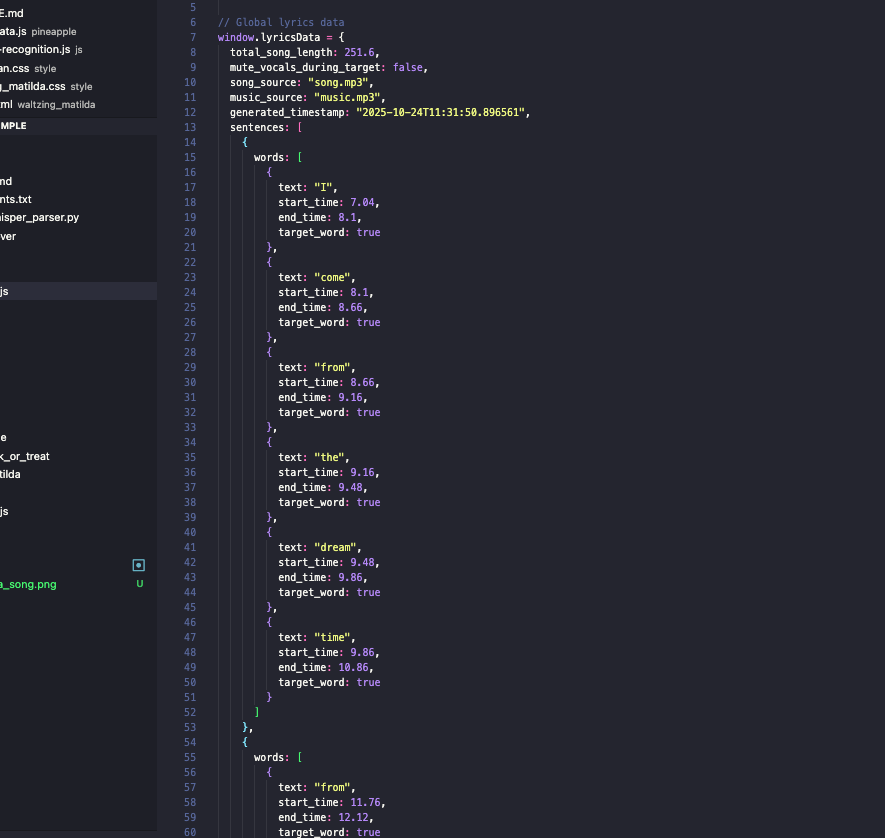 E.md
ata.js pineapple
-recognition.js js
an.css style
g_matilda.css style
tml waltzing_matilda
MPLE
md
nts.txt
hisper_parser.py
ver
js
e
k_or_treat
tilda
js
a_song.png U
5
6 // Global lyrics data
7 window.lyricsData = {
8 total_song_length: 251.6,
9 mute_vocals_during_target: false,
10 song_source: "song.mp3",
11 music_source: "music.mp3",
12 generated_timestamp: "2025-10-24T11:31:50.896561",
13 sentences: [
14 {
15 words: [
16 {
17 text: "I",
18 start_time: 7.04,
19 end_time: 8.1,
20 target_word: true
21 },
22 {
23 text: "come",
24 start_time: 8.1,
25 end_time: 8.66,
26 target_word: true
27 },
28 {
29 text: "from",
30 start_time: 8.66,
31 end_time: 9.16,
32 target_word: true
33 },
34 {
35 text: "the",
36 start_time: 9.16,
37 end_time: 9.48,
38 target_word: true
39 },
40 {
41 text: "dream",
42 start_time: 9.48,
43 end_time: 9.86,
44 target_word: true
45 },
46 {
47 text: "time",
48 start_time: 9.86,
49 end_time: 10.86,
50 target_word: true
51 }
52 ]
53 },
54 {
55 words: [
56 {
57 text: "from",
58 start_time: 11.76,
59 end_time: 12.12,
60 target_word: true